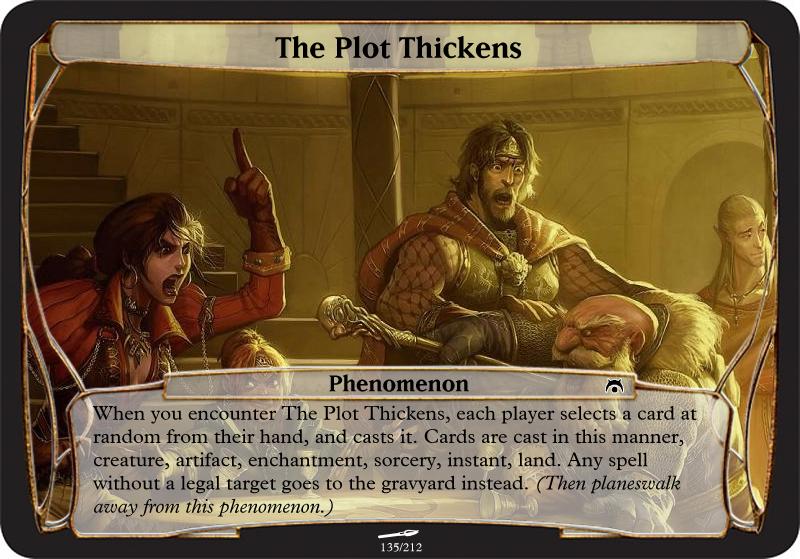 The Plot Thickens
Phenomenon
When you encounter The Plot Thickens, each player selects a card at
random from their hand, and casts it. Cards are cast in this manner,
creature, artifact, enchantment, sorcery, instant, land. Any spell
without a legal target goes to the graveyard instead. (Then planeswalk
away from this phenomenon.)
135/212